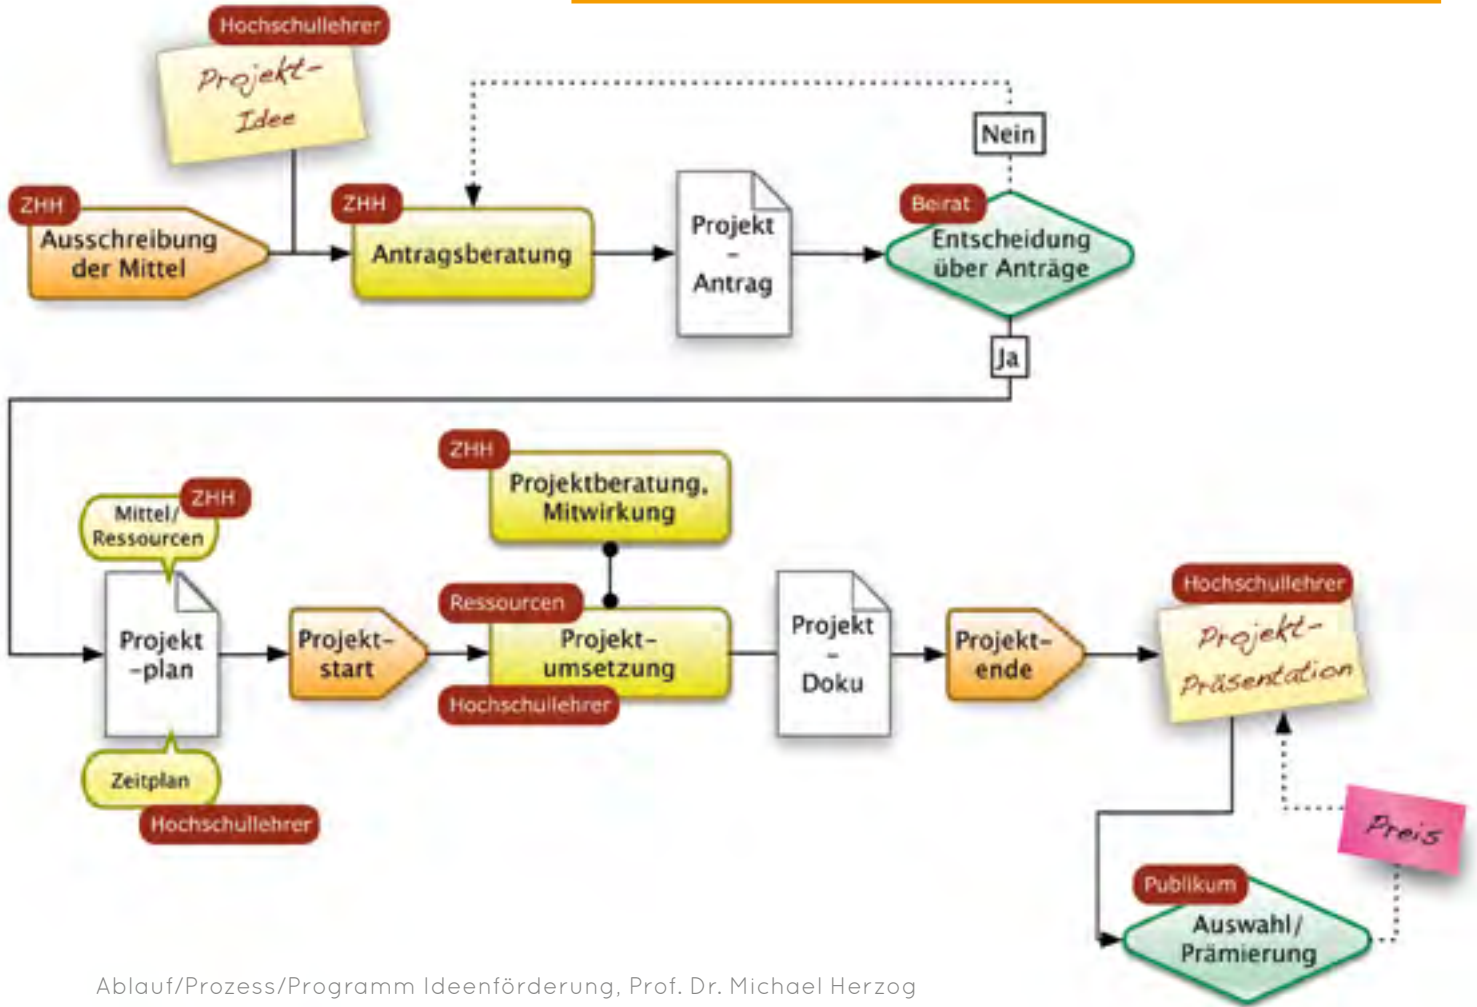 Hochschullehrer
Projekt-
Idee
Nein
ZHH
Ausschreibung
der Mittel
ZHH
Antragsberatung
Projekt
-
Antrag
Beirat
Entscheidung
über Anträge
Ja
ZHH
Projektberatung,
Mitwirkung
ZHH
Mittel/
Ressourcen
Projekt
-plan
Zeitplan
Hochschullehrer
Projekt-
start
Ressourcen
Projekt-
umsetzung
Hochschullehrer
Projekt
-
Doku
Projekt-
ende
Hochschullehrer
Projekt-
Präsentation
Preis
Publikum
Auswahl/
Prämierung
Ablauf/Prozess/Programm Ideenförderung, Prof. Dr. Michael Herzog